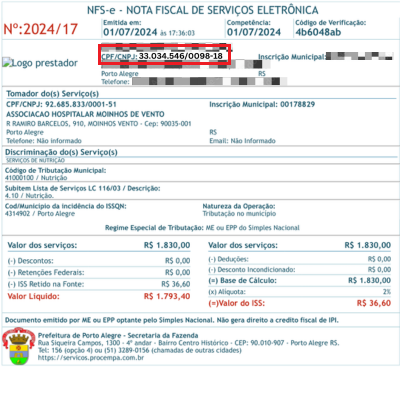 NFS-e - NOTA FISCAL DE SERVIÇOS ELETRÔNICA
Nº:2024/17
Emitida em: Competência: Código de Verificação:
01/07/2024 às 17:36:03 01/07/2024 4b6048ab
Logo prestador
CPF/CNPJ: 33.034.546/0098-18 Inscrição Municipal:
Porto Alegre RS
Telefone:
Tomador do(s) Serviço(s)
CPF/CNPJ: 92.685.833/0001-51 Inscrição Municipal: 00178829
ASSOCIACAO HOSPITALAR MOINHOS DE VENTO
R RAMIRO BARCELOS, 910, MOINHOS VENTO - Cep: 90035-001
Porto Alegre RS
Telefone: Não informado Email: Não Informado
Discriminação do(s) Serviço(s)
SERVIÇOS DE NUTRIÇÃO
Código de Tributação Municipal:
41000100 / Nutrição
Subitem Lista de Serviços LC 116/03 / Descrição:
4.10 / Nutrição.
Cod/Município da incidência do ISSQN: Natureza da Operação:
4314902 / Porto Alegre Tributação no município
Regime Especial de Tributação: ME ou EPP do Simples Nacional
Valor dos serviços: R$ 1.830,00 Valor dos serviços: R$ 1.830,00
(-) Descontos: R$ 0,00 (-) Deduções: R$ 0,00
(-) Retenções Federais: R$ 0,00 (-) Desconto Incondicionado: R$ 0,00
(-) ISS Retido na Fonte: R$ 36,60 (=) Base de Cálculo: R$ 1.830,00
Valor Líquido: R$ 1.793,40 (x) Alíquota: 2%
(=)Valor do ISS: R$ 36,60
Documento emitido por ME ou EPP optante pelo Simples Nacional. Não gera direito a credito fiscal de IPI.
Prefeitura de Porto Alegre - Secretaria da Fazenda
Rua Siqueira Campos, 1300 - 4º andar - Bairro Centro Histórico - CEP: 90.010-907 - Porto Alegre RS.
Tel: 156 (opção 4) ou (51) 3289-0156 (chamadas de outras cidades)
https://servicos.procempa.com.br/